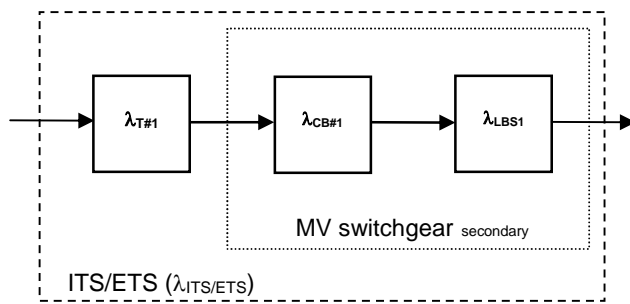 λT#1
λCB#1
λLBS1
MV switchgear secondary
ITS/ETS (λITS/ETS)